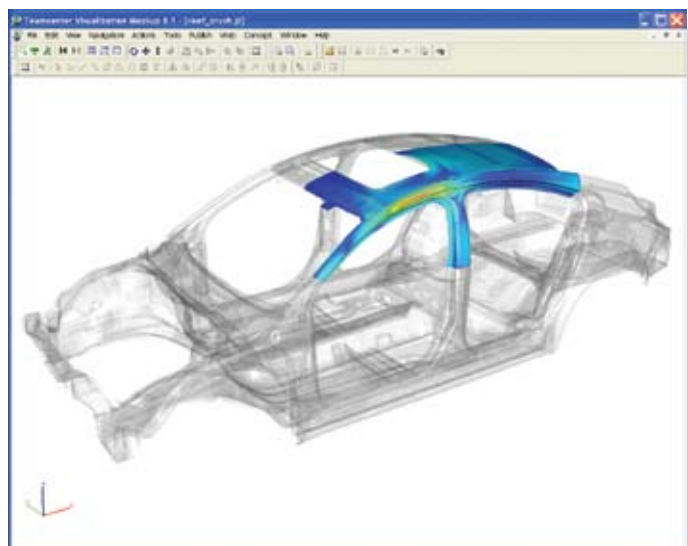 Teamcenter Visualization Mockup 8.1 - [roof_crush.jt]
File Edit View Navigation Actions Tools Publish Web Concept Window Help